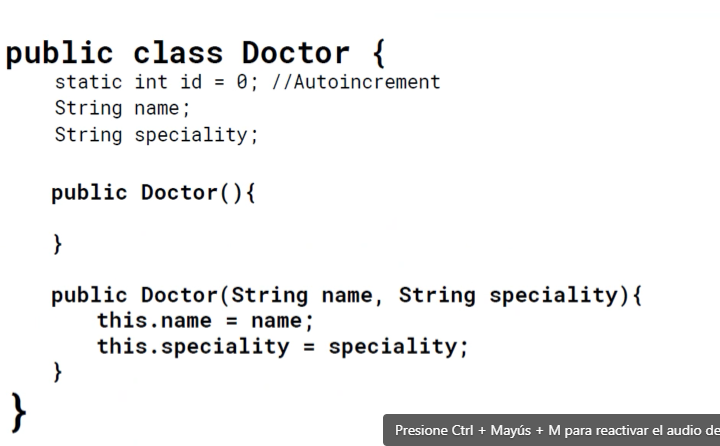 public class Doctor {
static int id = 0; //Autoincrement
String name;
String speciality;
public Doctor(){
}
public Doctor(String name, String speciality){
this.name = name;
this.speciality = speciality;
}
}
Presione Ctrl + Mayús + M para reactivar el audio de